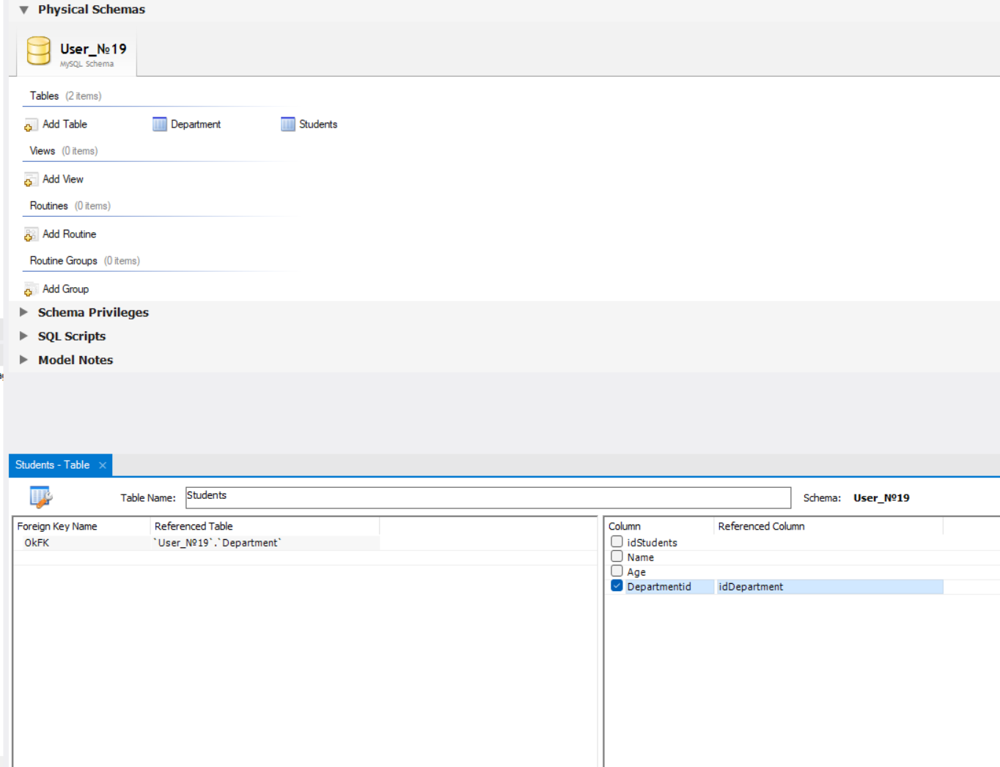 Physical Schemas
User_№19
MySQL Schema
Tables (2 items)
Add Table Department Students
Views (0 items)
Add View
Routines (0 items)
Add Routine
Routine Groups (0 items)
Add Group
Schema Privileges
SQL Scripts
Model Notes
Students - Table
Table Name: Students Schema: User_№19
Foreign Key Name Referenced Table Column Referenced Column
OkFK `User_№19`.`Department` idStudents
Name
Age
Departmentid idDepartment